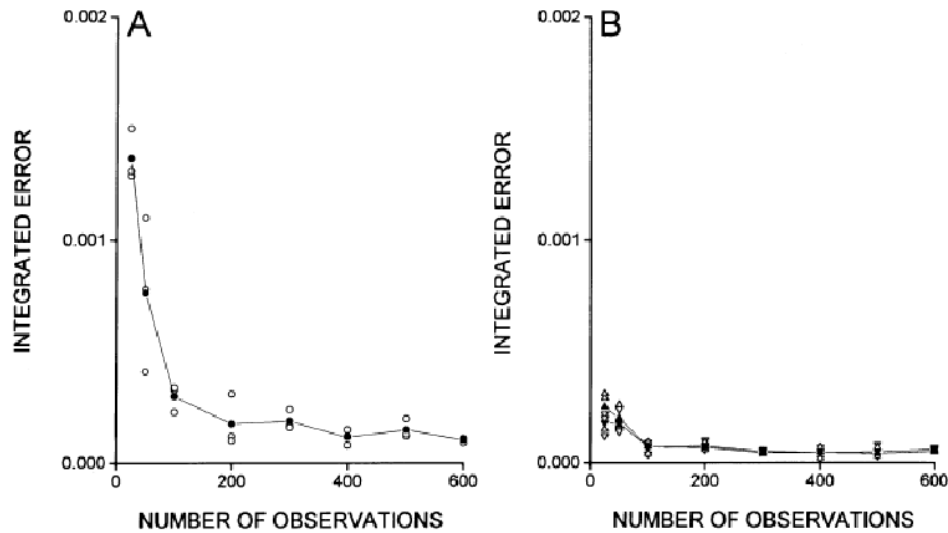 A
0.002
0.001
0.000
INTEGRATED ERROR
0
200
400
600
NUMBER OF OBSERVATIONS
B
0.002
0.001
0.000
INTEGRATED ERROR
0
200
400
600
NUMBER OF OBSERVATIONS